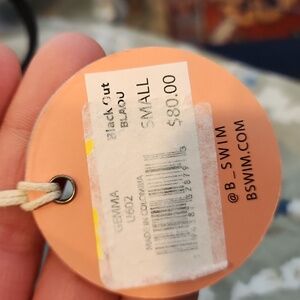 Black Out
BLAOU
SMALL
$80.00
GEMMA
U602
MADE IN COLOMBIA
@B_SWIM
BSWIM.COM